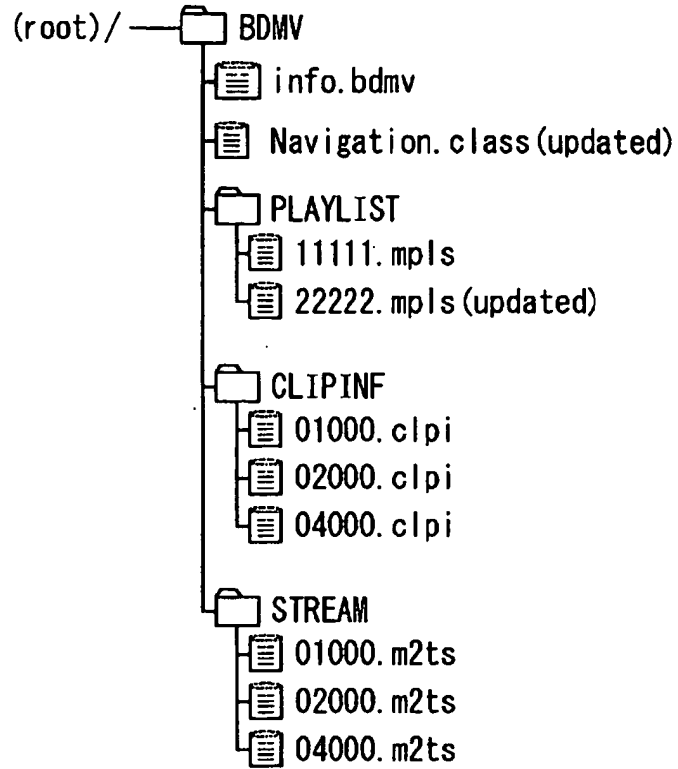 (root)/ BDMV
info.bdmv
Navigation.class(updated)
PLAYLIST
11111.mpls
22222.mpls(updated)
CLIPINF
01000.clpi
02000.clpi
04000.clpi
STREAM
01000.m2ts
02000.m2ts
04000.m2ts